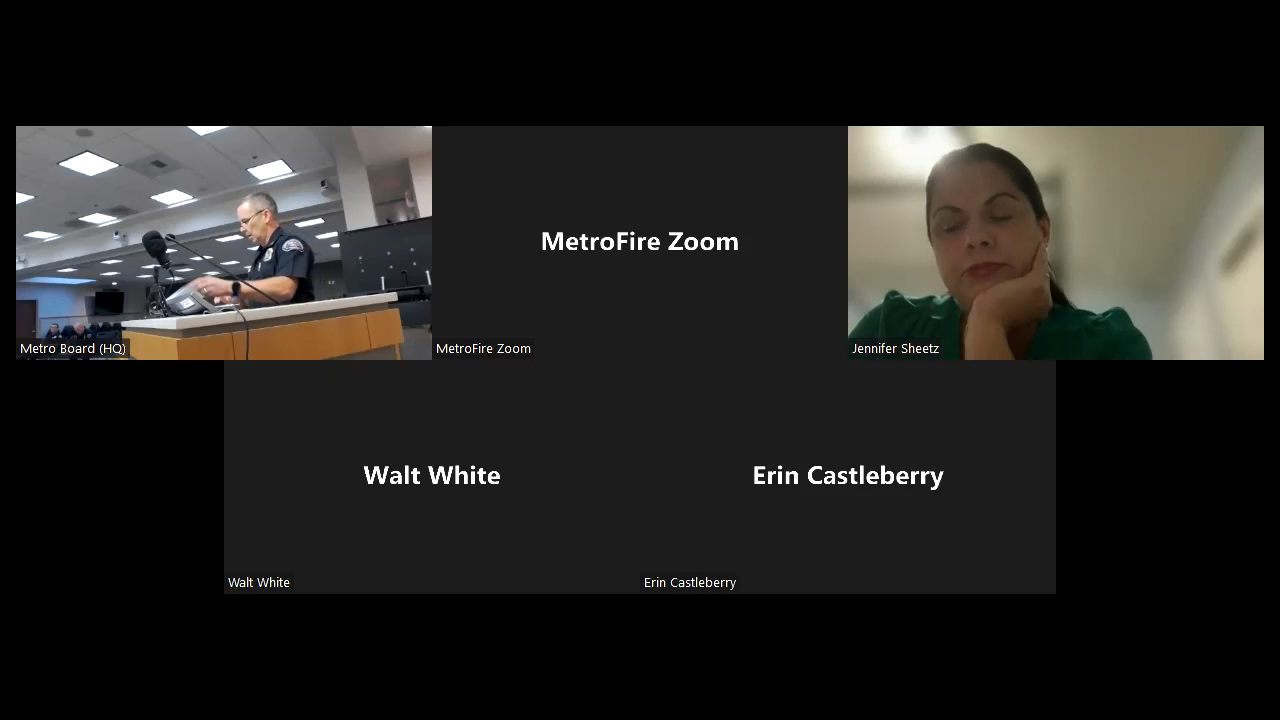 MetroFire Zoom
Metro Board (HQ)
MetroFire Zoom
Jennifer Sheetz
Walt White
Erin Castleberry
Walt White
Erin Castleberry